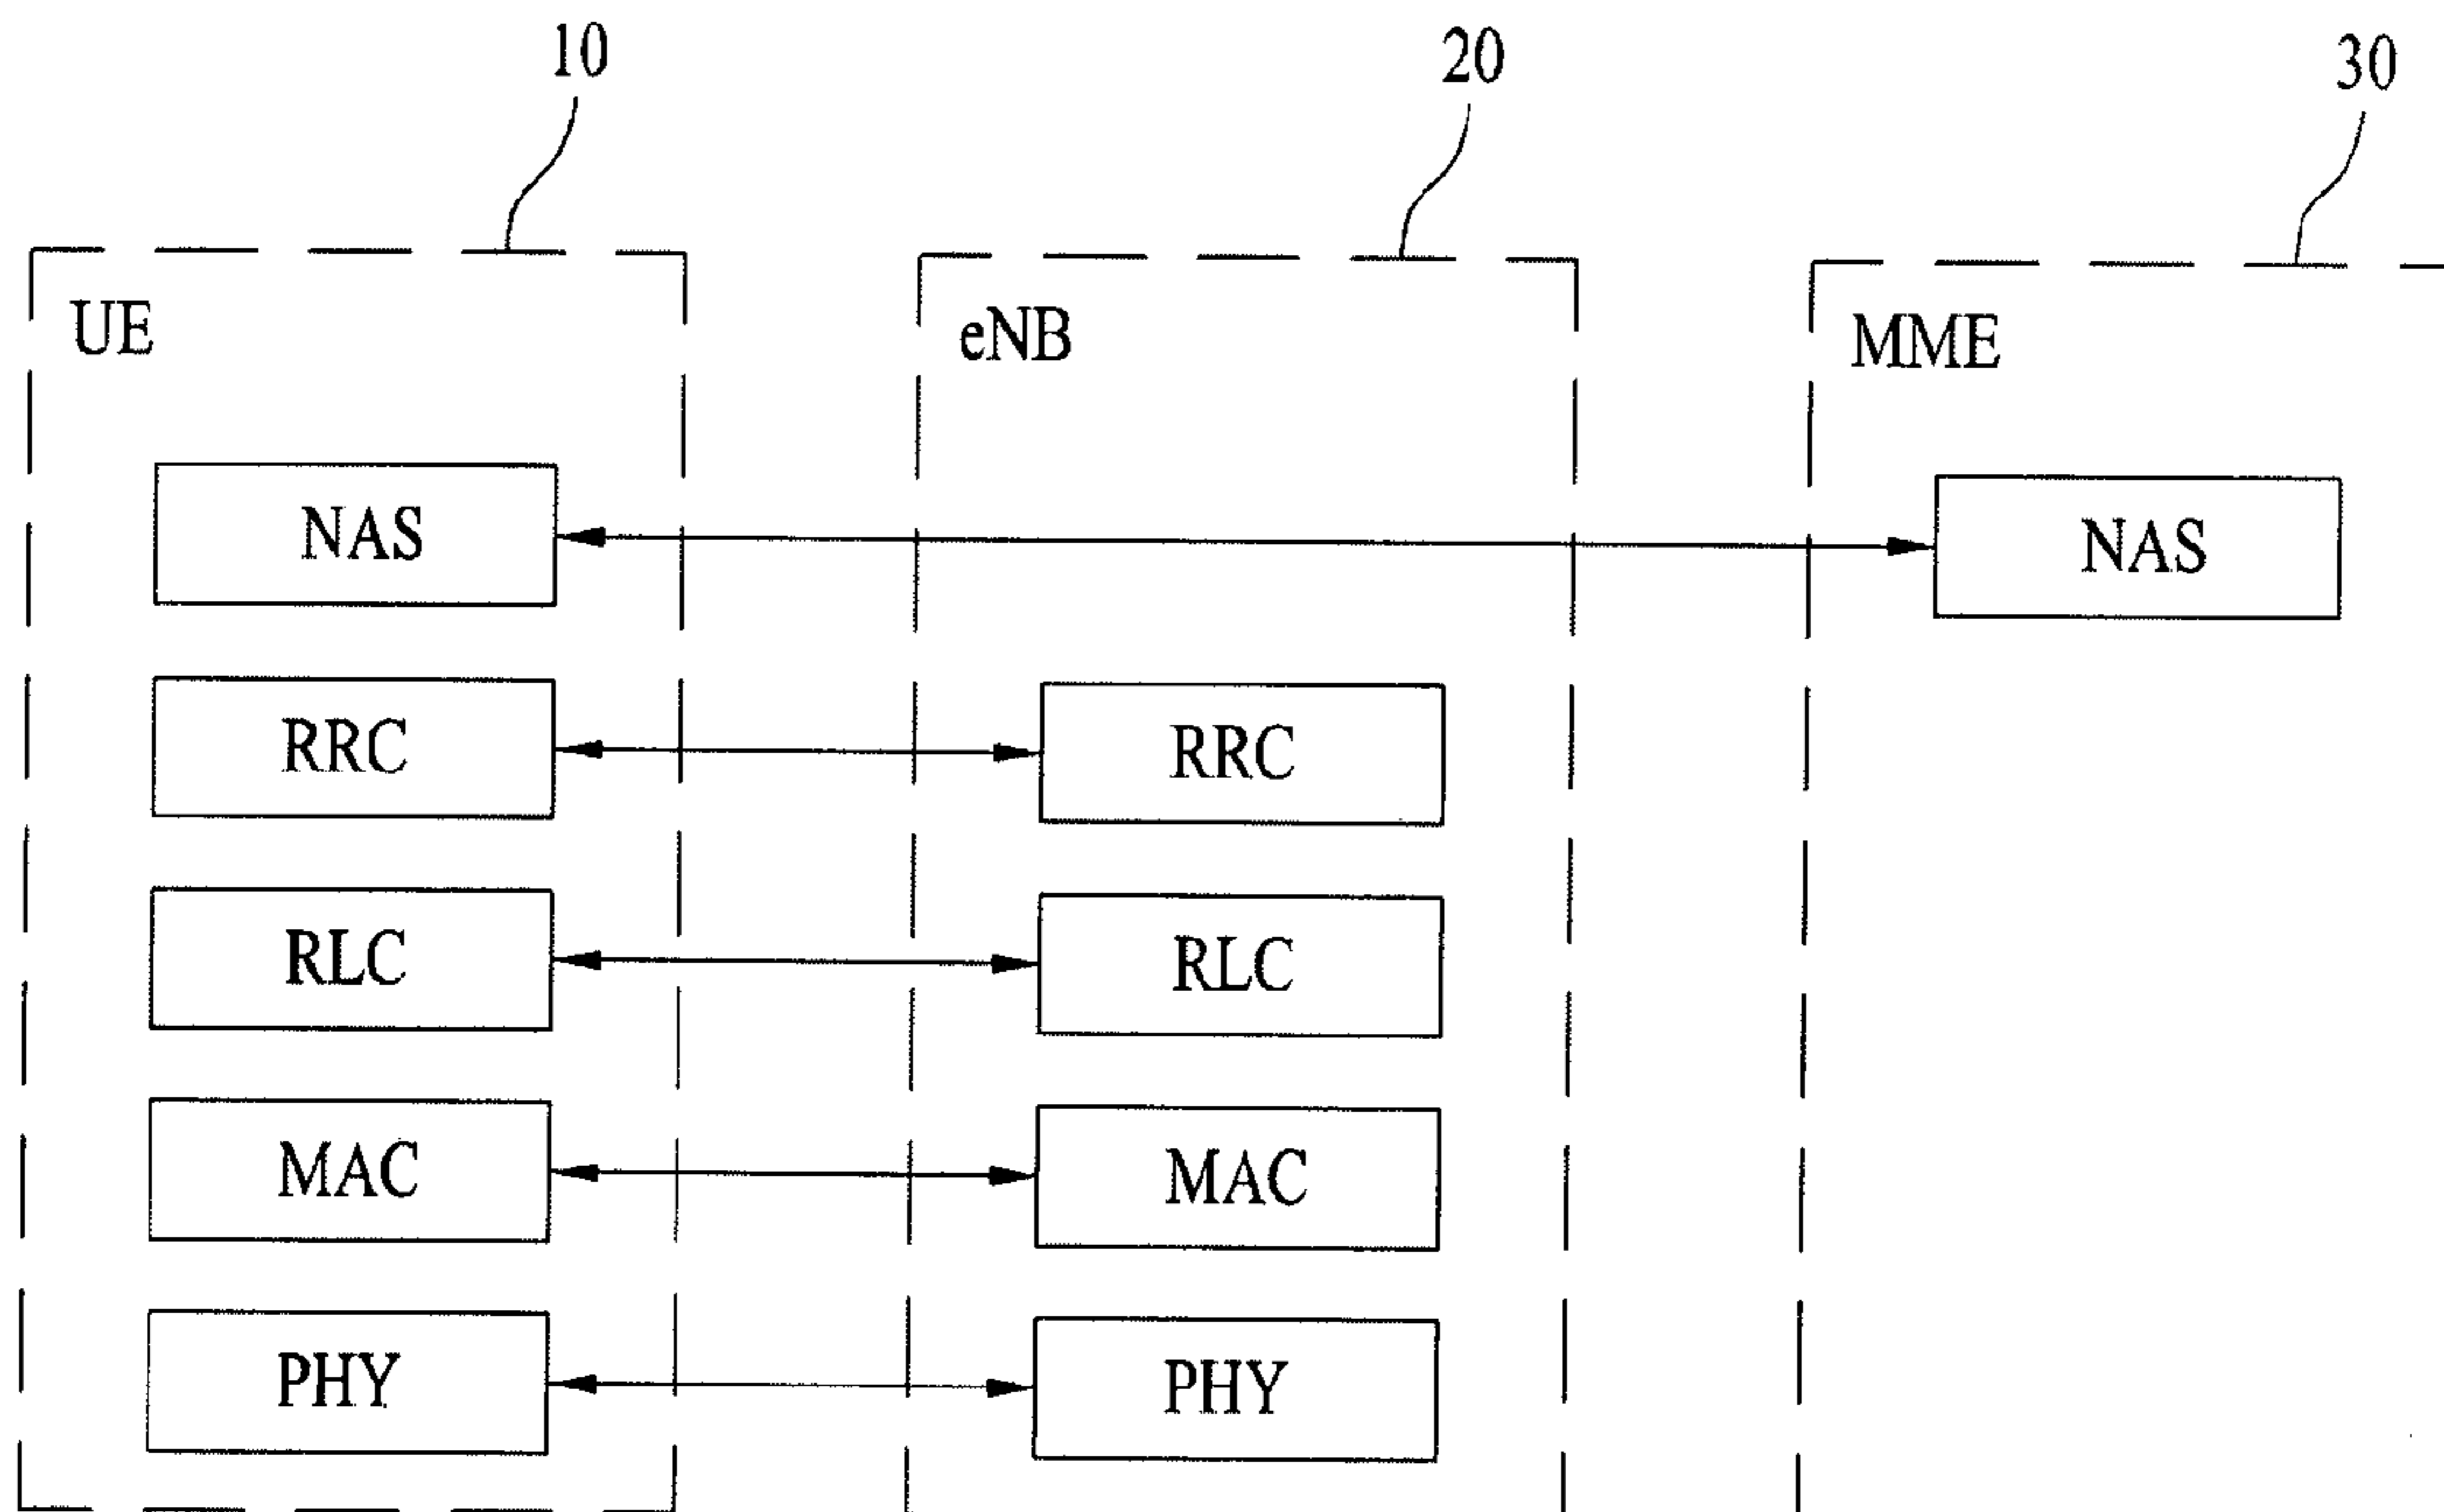 10 20 30
UE eNB MME
NAS NAS
RRC RRC
RLC RLC
MAC MAC
PHY PHY